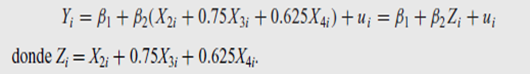 Yᵢ = β₁ + β₂(X₂ᵢ + 0.75X₃ᵢ + 0.625X₄ᵢ) + uᵢ = β₁ + β₂Zᵢ + uᵢ
donde Zᵢ = X₂ᵢ + 0.75X₃ᵢ + 0.625X₄ᵢ.